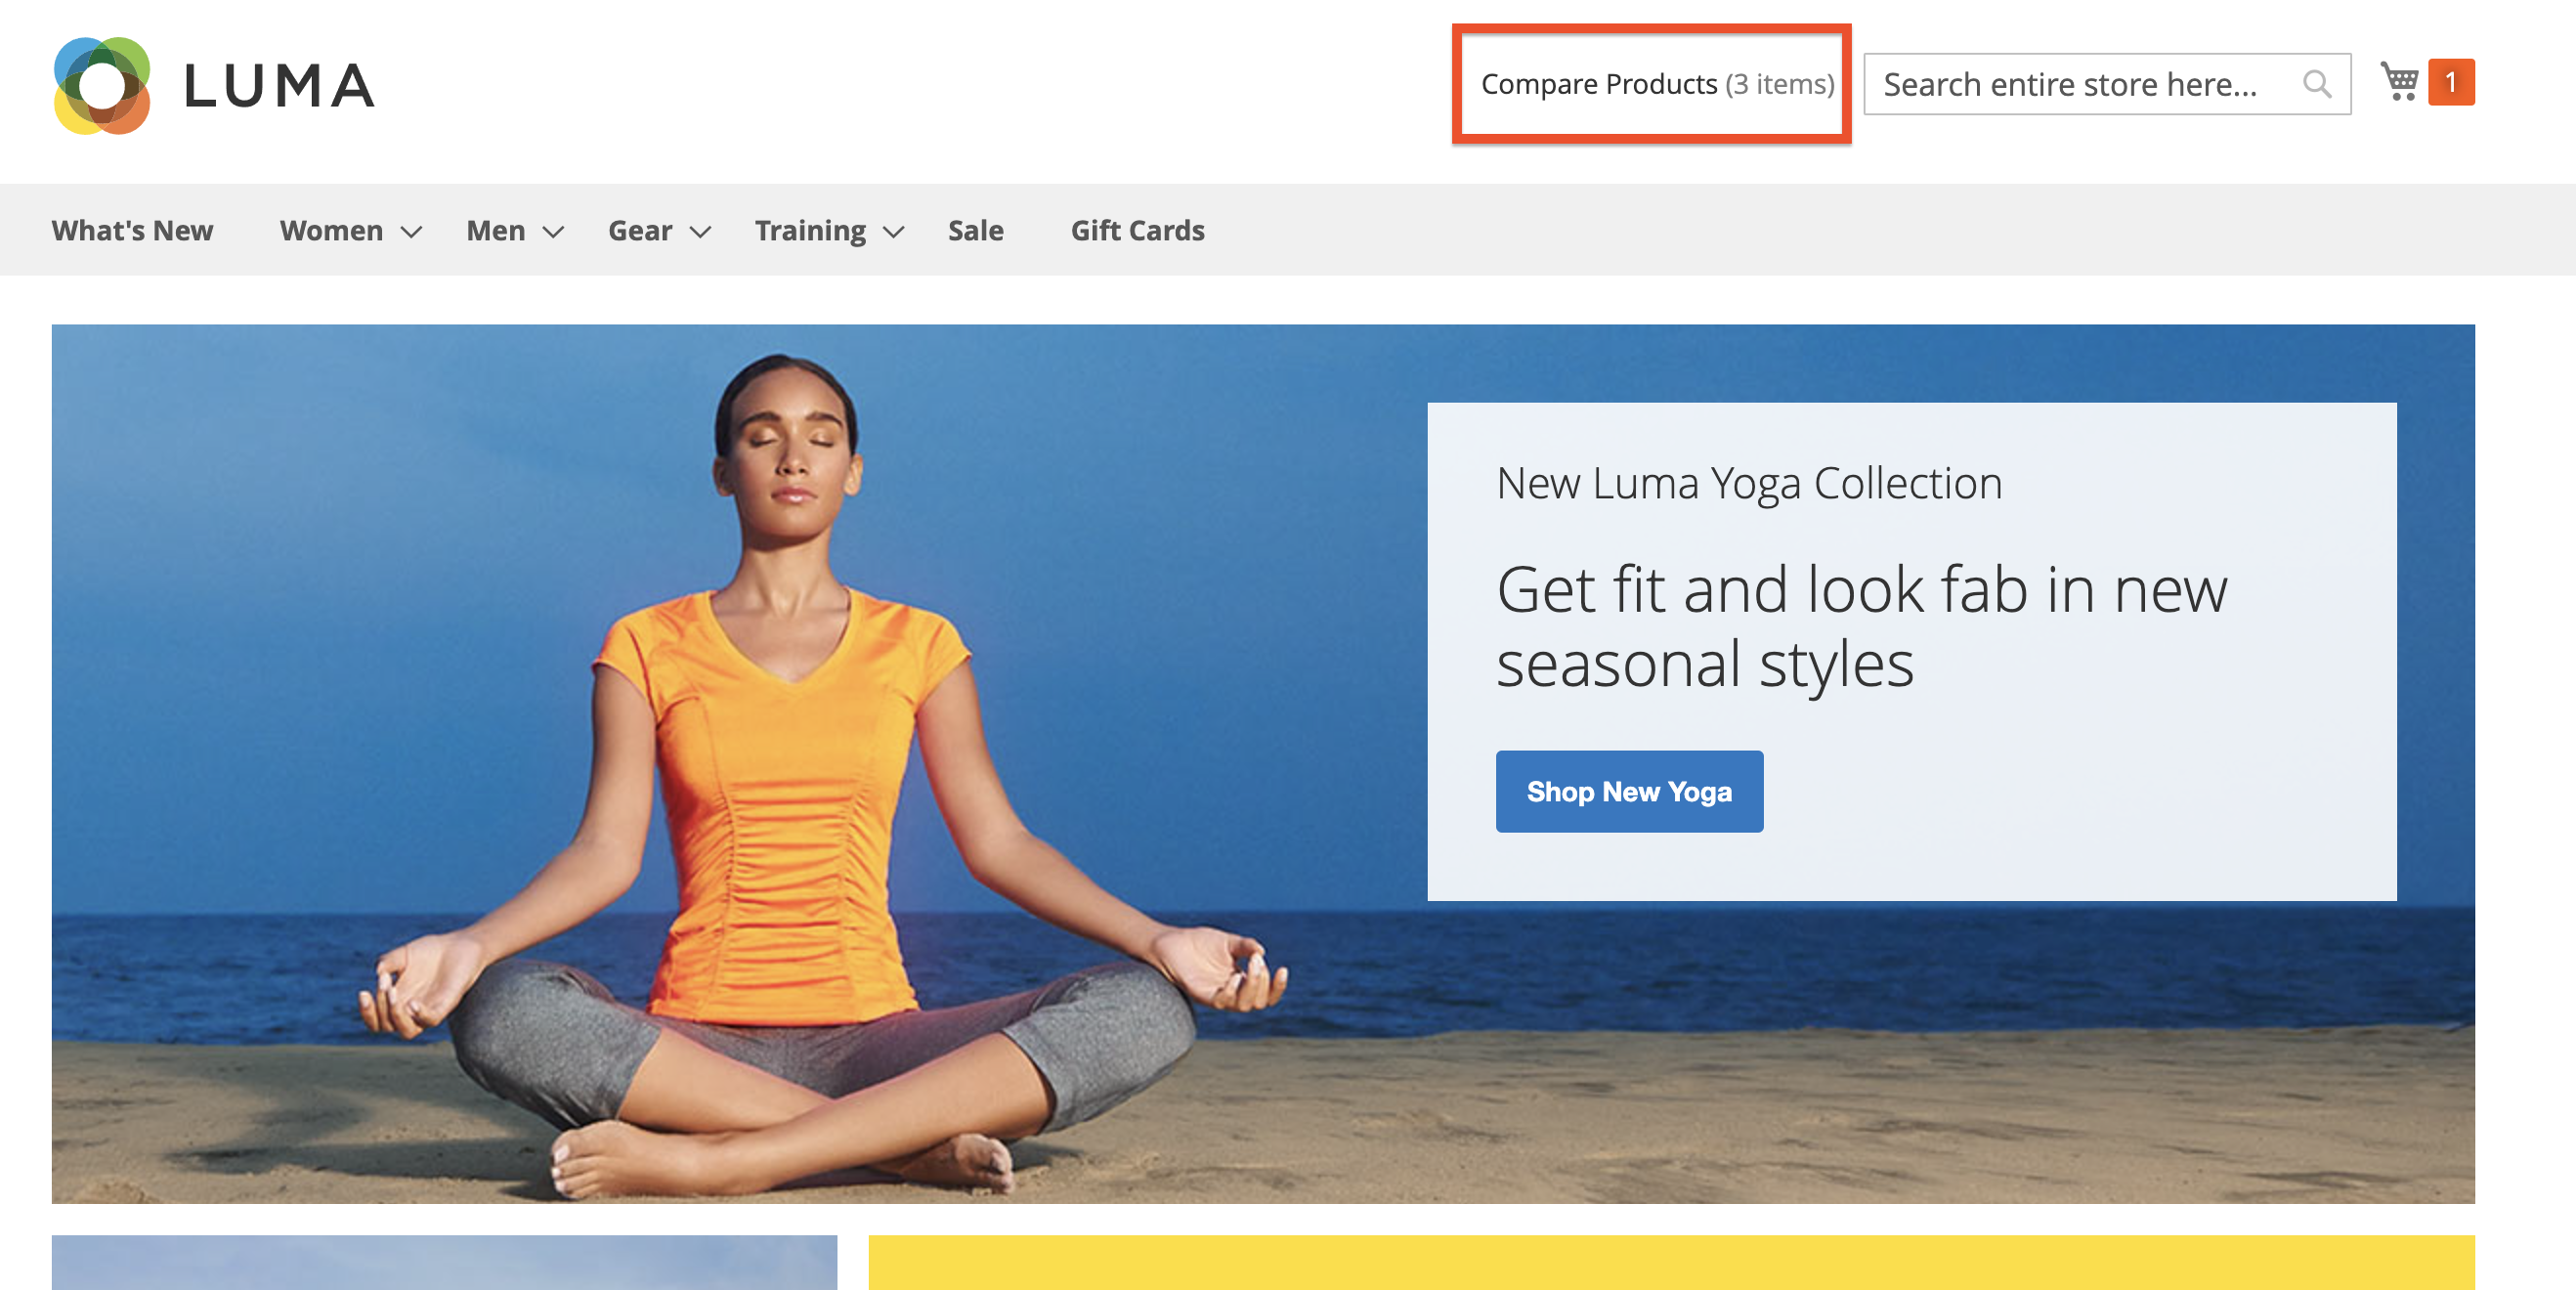 LUMA
Compare Products (3 items)
Search entire store here...
1
What's New
Women
Men
Gear
Training
Sale
Gift Cards
New Luma Yoga Collection
Get fit and look fab in new
seasonal styles
Shop New Yoga